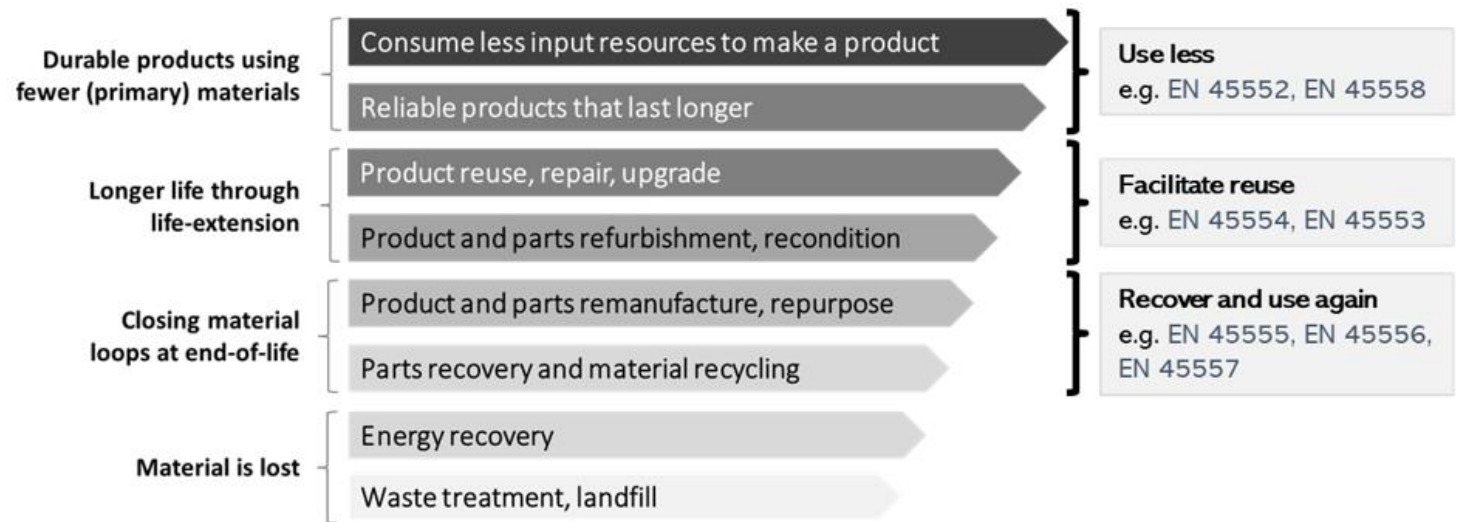 Durable products using
fewer (primary) materials
Consume less input resources to make a product
Reliable products that last longer
Use less
e.g. EN 45552, EN 45558
Longer life through
life-extension
Product reuse, repair, upgrade
Product and parts refurbishment, recondition
Facilitate reuse
e.g. EN 45554, EN 45553
Closing material
loops at end-of-life
Product and parts remanufacture, repurpose
Parts recovery and material recycling
Recover and use again
e.g. EN 45555, EN 45556,
EN 45557
Material is lost
Energy recovery
Waste treatment, landfill